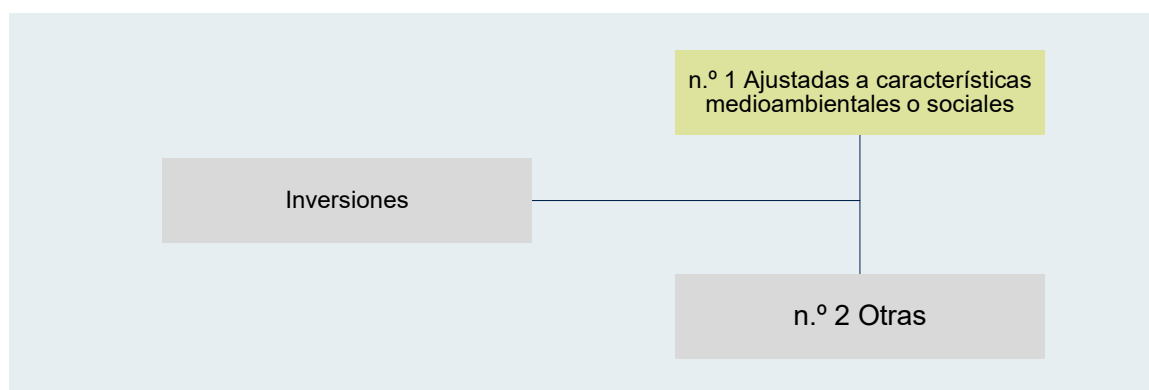 n.º 1 Ajustadas a características
medioambientales o sociales
Inversiones
n.º 2 Otras